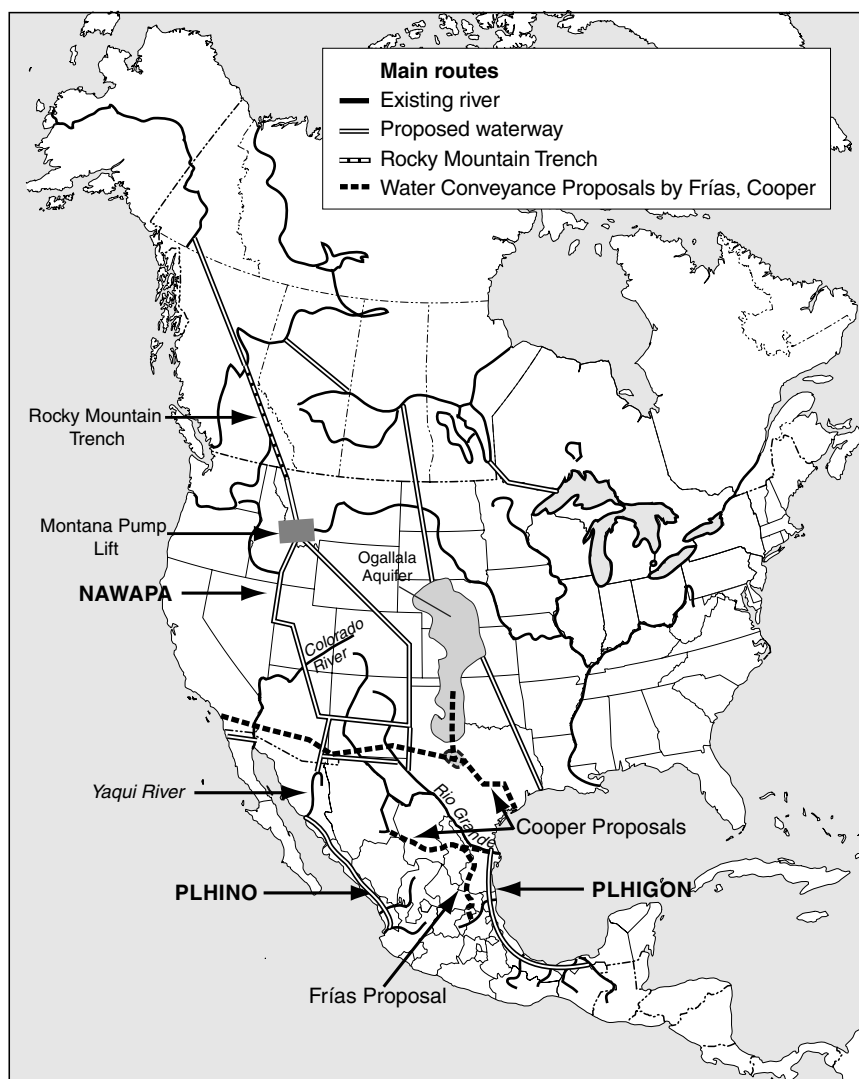 Main routes
Existing river
Proposed waterway
Rocky Mountain Trench
Water Conveyance Proposals by Frías, Cooper
Rocky Mountain
Trench
Montana Pump
Lift
NAWAPA
Ogallala
Aquifer
Colorado
River
Yaqui River
Rio Grande
Cooper Proposals
PLHINO
PLHIGON
Frías Proposal